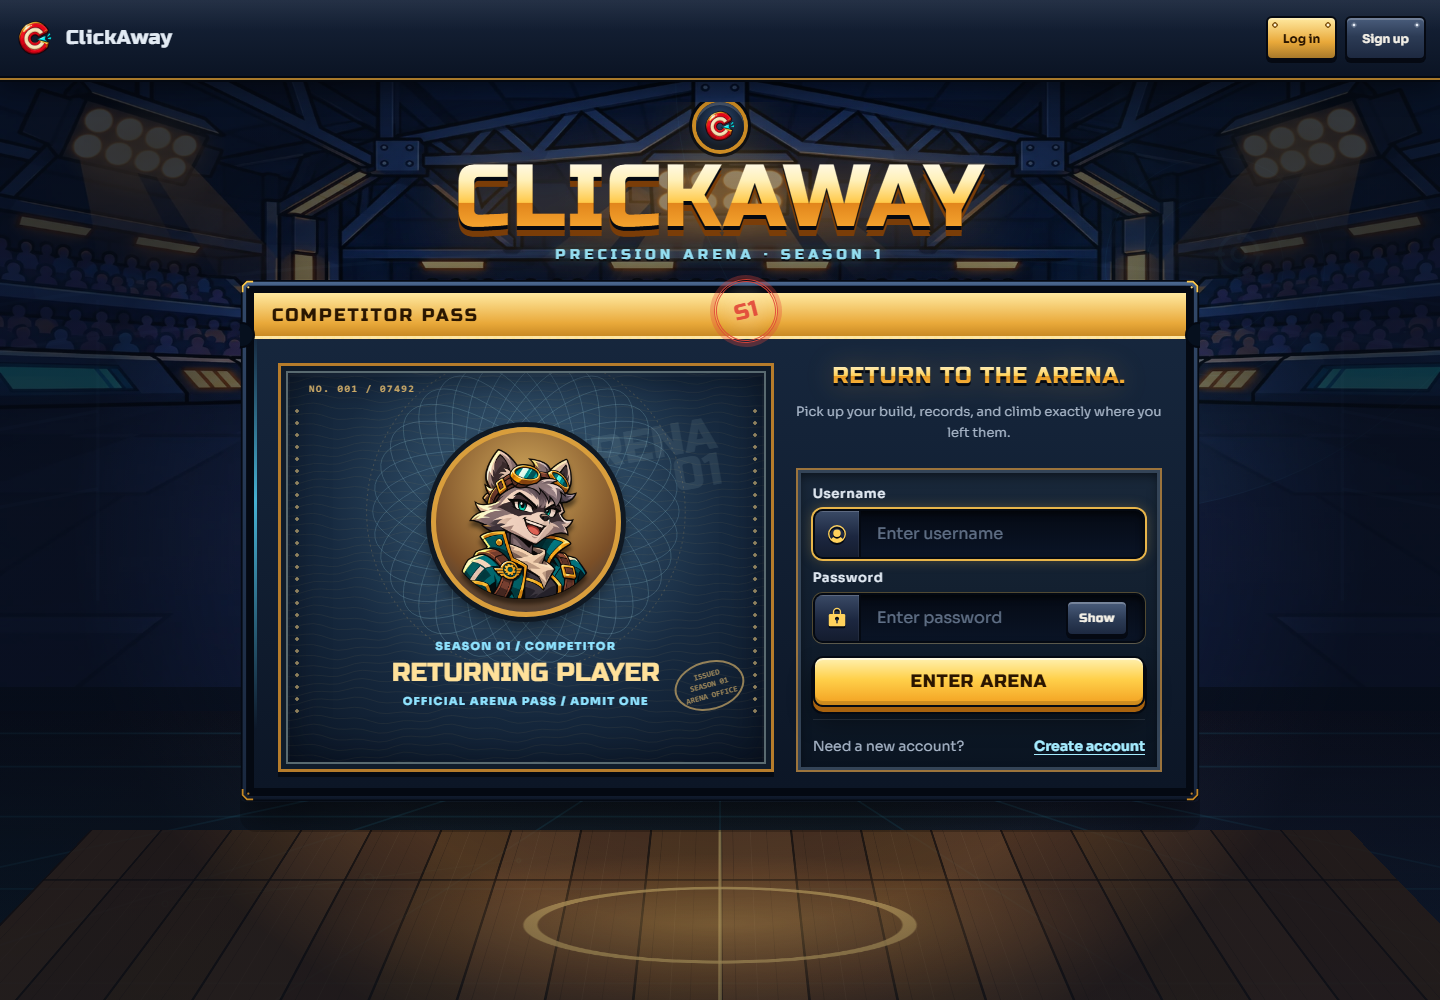 ClickAway
Log in
Sign up
CLICKAWAY
PRECISION ARENA · SEASON 1
COMPETITOR PASS
S1
NO. 001 / 07492
ARENA
01
SEASON 01 / COMPETITOR
RETURNING PLAYER
OFFICIAL ARENA PASS / ADMIT ONE
ISSUED
SEASON 01
ARENA OFFICE
RETURN TO THE ARENA.
Pick up your build, records, and climb exactly where you
left them.
Username
Enter username
Password
Enter password
Show
ENTER ARENA
Need a new account?
Create account